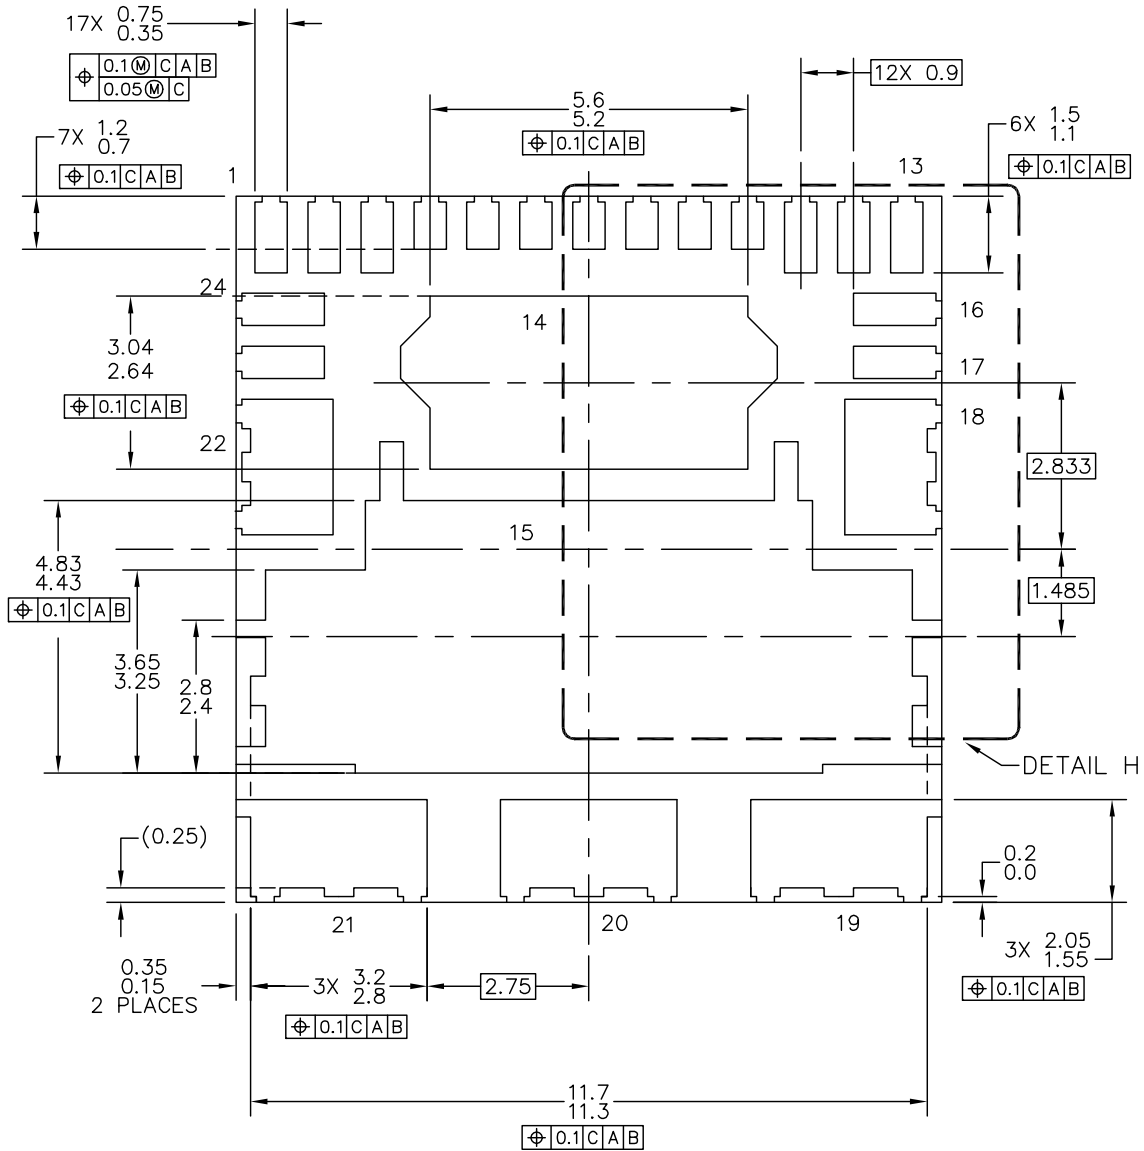 17X 0.75
0.35
⌖ 0.1Ⓜ C A B
0.05Ⓜ C
7X 1.2
0.7
⌖ 0.1 C A B
5.6
5.2
⌖ 0.1 C A B
12X 0.9
6X 1.5
1.1
⌖ 0.1 C A B
1
13
24
14
16
3.04
2.64
⌖ 0.1 C A B
17
18
22
2.833
15
4.83
4.43
⌖ 0.1 C A B
1.485
3.65
3.25
2.8
2.4
DETAIL H
(0.25)
0.2
0.0
21
20
19
3X 2.05
1.55
⌖ 0.1 C A B
0.35
0.15
2 PLACES
3X 3.2
2.8
⌖ 0.1 C A B
2.75
11.7
11.3
⌖ 0.1 C A B